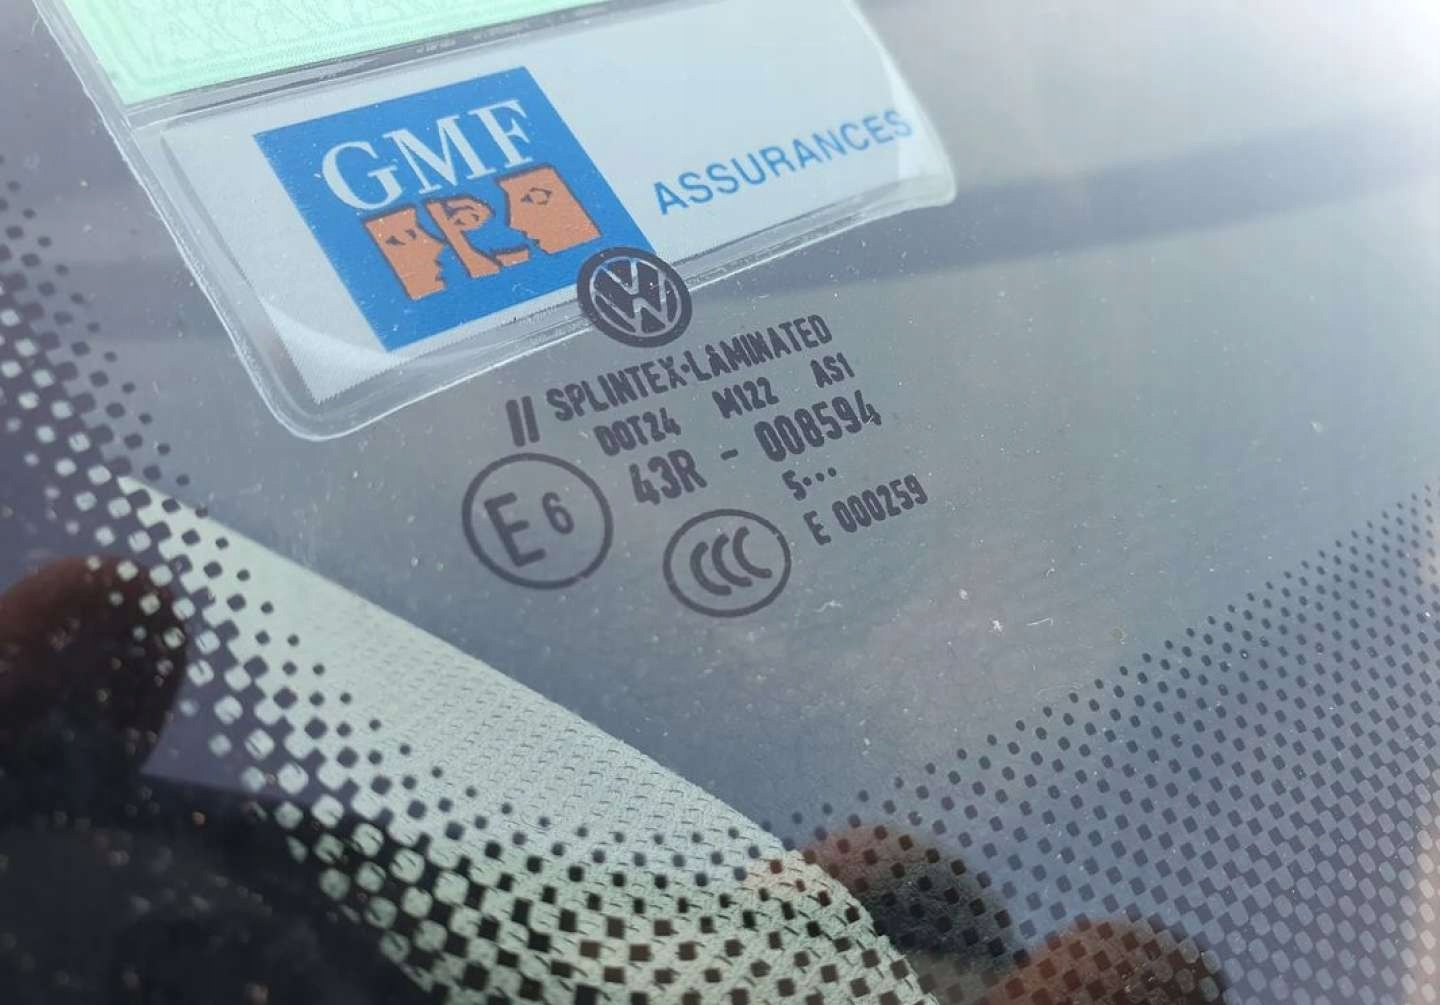 GMF
ASSURANCES
II SPLINTEX·LAMINATED
DOT24 M122 AS1
43R - 008594
S···
E 000259
E6
CCC